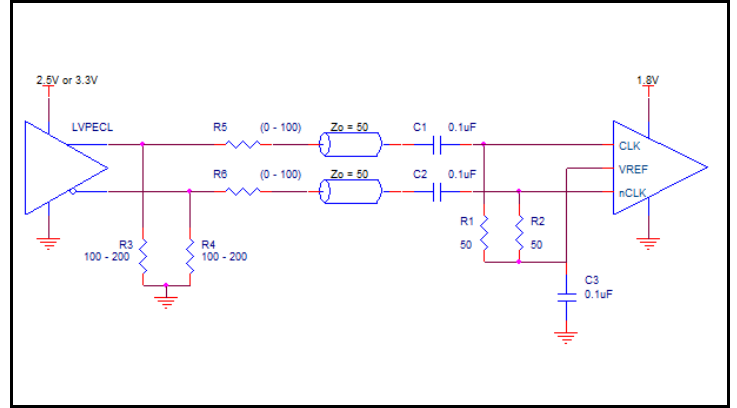 2.5V or 3.3V
1.8V
LVPECL
R5
(0 - 100)
Zo = 50
C1
0.1uF
CLK
R6
(0 - 100)
Zo = 50
C2
0.1uF
VREF
nCLK
R3
100 - 200
R4
100 - 200
R1
50
R2
50
C3
0.1uF